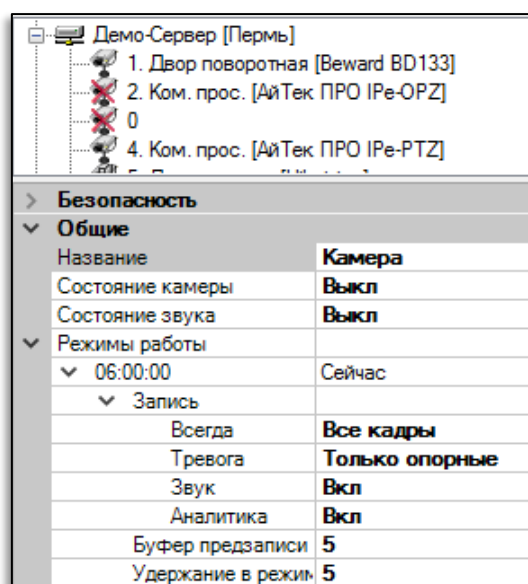 Демо-Сервер [Пермь]
1. Двор поворотная [Beward BD133]
2. Ком. прос. [АйТек ПРО IPe-OPZ]
0
4. Ком. прос. [АйТек ПРО IPe-PTZ]
Безопасность
Общие
Название Камера
Состояние камеры Выкл
Состояние звука Выкл
Режимы работы
06:00:00 Сейчас
Запись
Всегда Все кадры
Тревога Только опорные
Звук Вкл
Аналитика Вкл
Буфер предзаписи 5
Удержание в режим 5